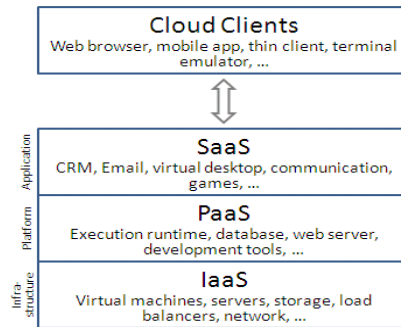 Cloud Clients
Web browser, mobile app, thin client, terminal
emulator, ...
Application
SaaS
CRM, Email, virtual desktop, communication,
games, ...
Platform
PaaS
Execution runtime, database, web server,
development tools, ...
Infra-
structure
IaaS
Virtual machines, servers, storage, load
balancers, network, ...